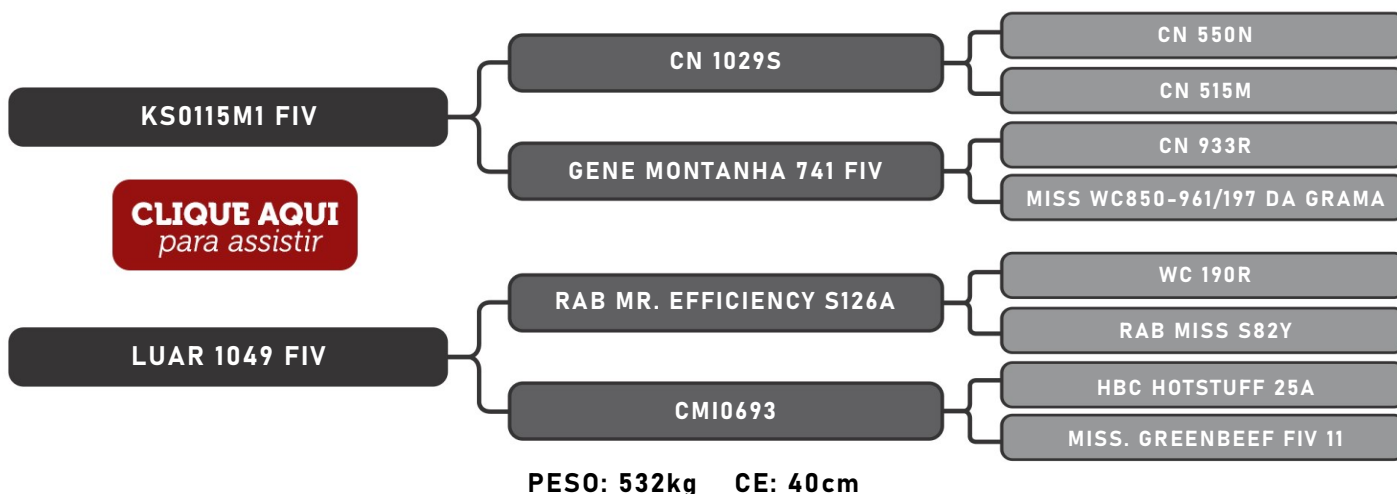 CN 550N
CN 1029S
CN 515M
KS0115M1 FIV
CN 933R
GENE MONTANHA 741 FIV
MISS WC850-961/197 DA GRAMA
CLIQUE AQUI
para assistir
WC 190R
RAB MR. EFFICIENCY S126A
RAB MISS S82Y
LUAR 1049 FIV
HBC HOTSTUFF 25A
CMI0693
MISS. GREENBEEF FIV 11
PESO: 532kg CE: 40cm